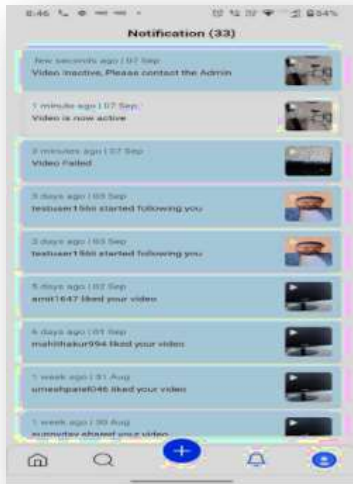 8:46
84%
Notification (33)
few seconds ago | 07 Sep
Video Inactive, Please contact the Admin
1 minute ago | 07 Sep
Video is now active
2 minutes ago | 07 Sep
Video Failed
3 days ago | 03 Sep
testuser1566 started following you
3 days ago | 03 Sep
testuser1566 started following you
5 days ago | 02 Sep
amit1647 liked your video
6 days ago | 01 Sep
mahithakur994 liked your video
1 week ago | 31 Aug
umeshpatel046 liked your video
1 week ago | 30 Aug
sunnyday shared your video